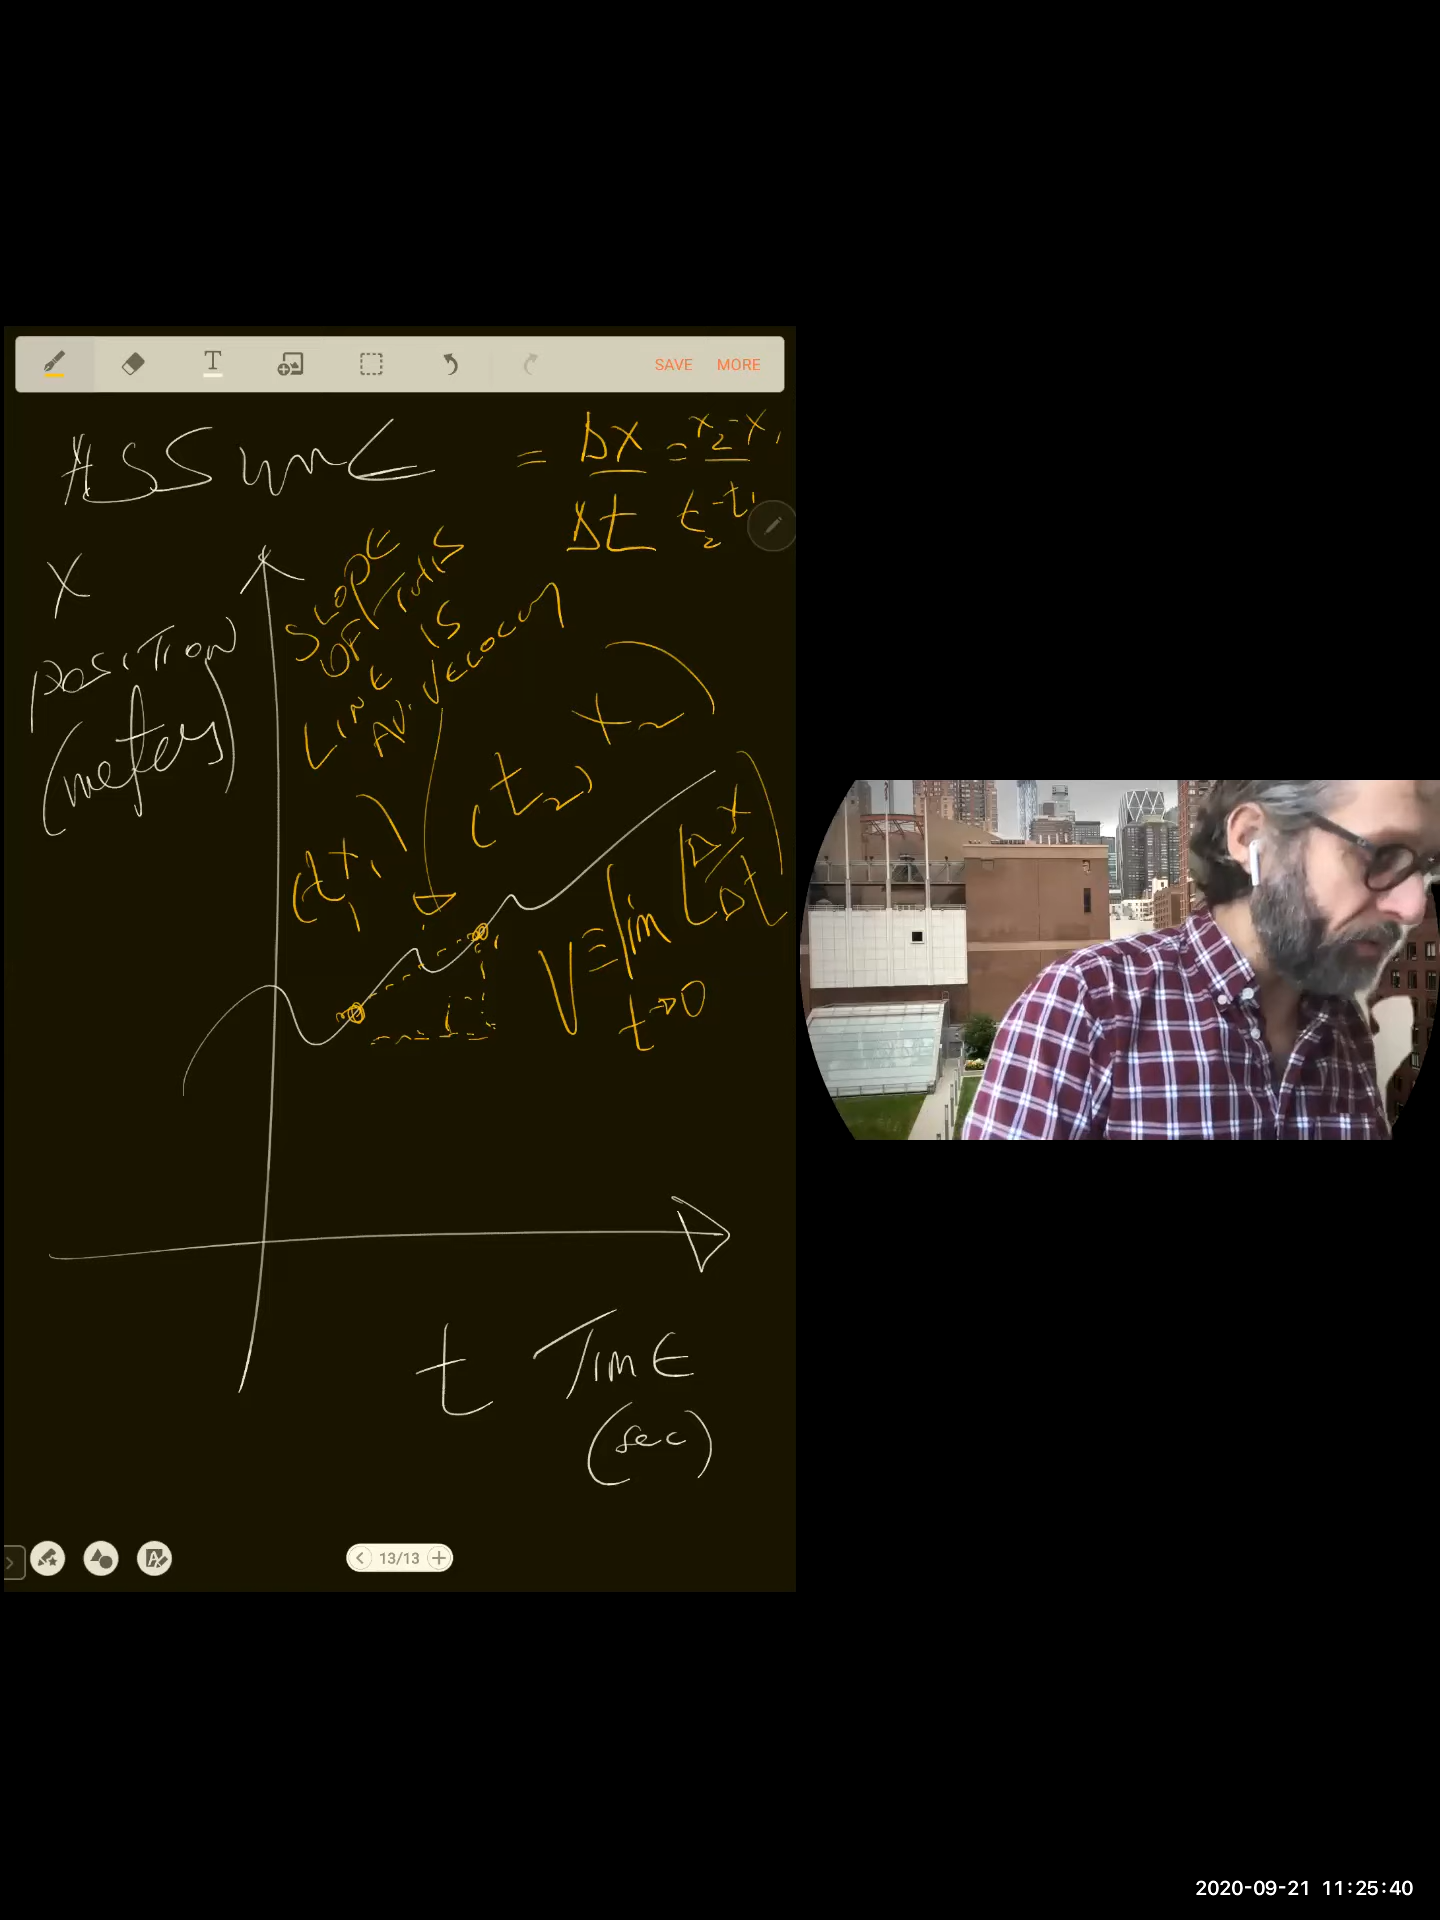 T
SAVE MORE
ASSUME
= Δx = x2-x1
Δt t2-t1
x
position
(meters)
SLOPE
OF THIS
LINE IS
AV. VELOCITY
(t1 x1)
(t2) x2)
V ≡ lim [Δx/Δt]
t→0
t TIME
(sec)
A
13/13
2020-09-21 11:25:40